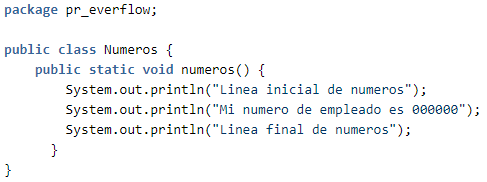 package pr_everflow;

public class Numeros {
    public static void numeros() {
        System.out.println("Linea inicial de numeros");
        System.out.println("Mi numero de empleado es 000000");
        System.out.println("Linea final de numeros");
      }
}